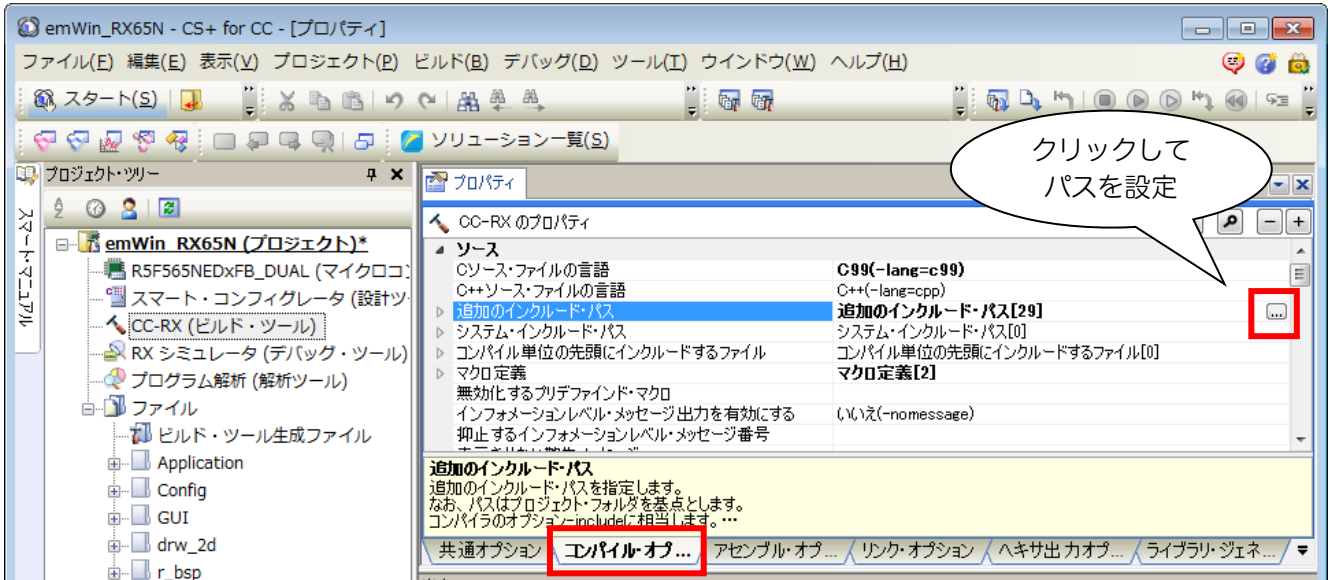 emWin_RX65N - CS+ for CC - [プロパティ]
ファイル(F) 編集(E) 表示(V) プロジェクト(P) ビルド(B) デバッグ(D) ツール(T) ウインドウ(W) ヘルプ(H)
スタート(S)
ソリューション一覧(S)
クリックして
パスを設定
スマート・マニュアル
プロジェクト・ツリー
emWin_RX65N (プロジェクト)*
R5F565NEDxFB_DUAL (マイクロコ
スマート・コンフィグレータ (設計ツ
CC-RX (ビルド・ツール)
RX シミュレータ (デバッグ・ツール)
プログラム解析 (解析ツール)
ファイル
ビルド・ツール生成ファイル
Application
Config
GUI
drw_2d
r_bsp
プロパティ
CC-RX のプロパティ
ソース
Cソース・ファイルの言語 C99(-lang=c99)
C++ソース・ファイルの言語 C++(-lang=cpp)
追加のインクルード・パス 追加のインクルード・パス[29] ...
システム・インクルード・パス システム・インクルード・パス[0]
コンパイル単位の先頭にインクルードするファイル コンパイル単位の先頭にインクルードするファイル[0]
マクロ定義 マクロ定義[2]
無効化するプリデファインド・マクロ
インフォメーションレベル・メッセージ出力を有効にする いいえ(-nomessage)
抑止するインフォメーションレベル・メッセージ番号
追加のインクルード・パス
追加のインクルード・パスを指定します。
なお、パスはプロジェクト・フォルダを基点とします。
コンパイラのオプション-includeに相当します。…
共通オプション コンパイル・オプ... アセンブル・オプ... リンク・オプション ヘキサ出力オプ... ライブラリ・ジェネ...